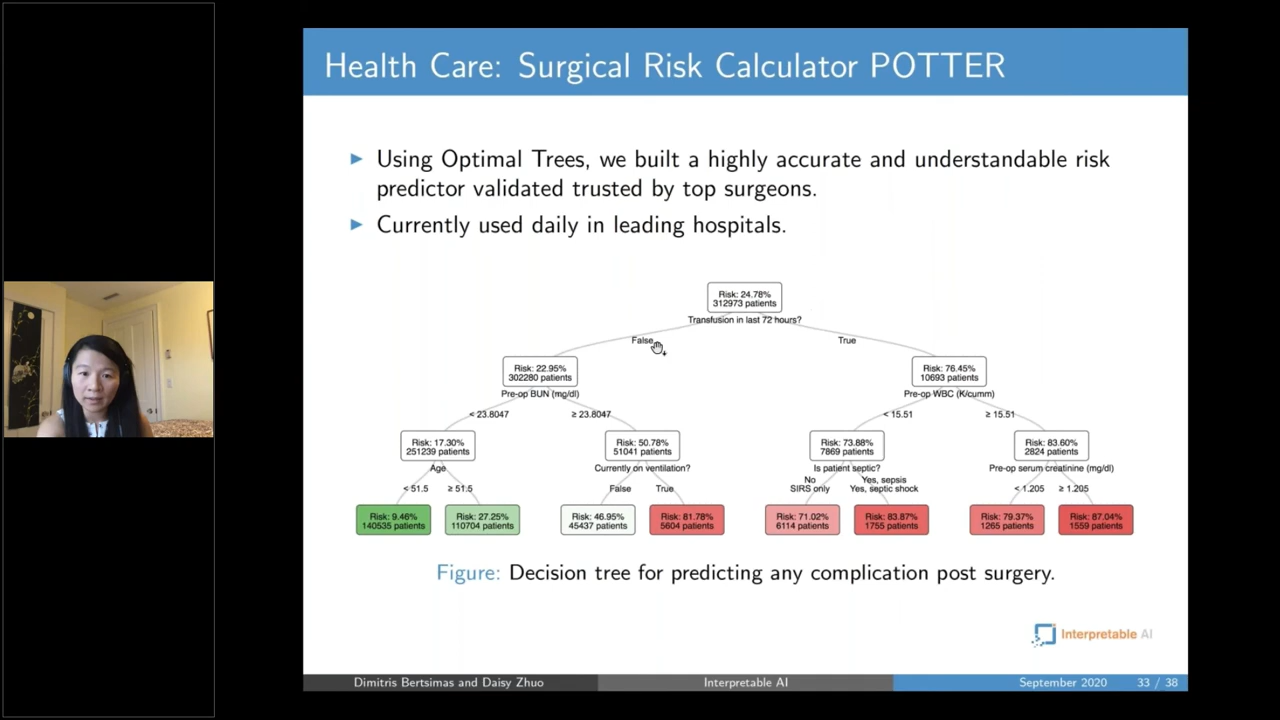 Health Care: Surgical Risk Calculator POTTER
Using Optimal Trees, we built a highly accurate and understandable risk
predictor validated trusted by top surgeons.
Currently used daily in leading hospitals.
Risk: 24.78%
312973 patients
Transfusion in last 72 hours?
False
True
Risk: 22.95%
302280 patients
Pre-op BUN (mg/dl)
Risk: 76.45%
10693 patients
Pre-op WBC (K/cumm)
< 23.8047
≥ 23.8047
< 15.51
≥ 15.51
Risk: 17.30%
251239 patients
Age
Risk: 50.78%
51041 patients
Currently on ventilation?
Risk: 73.88%
7869 patients
Is patient septic?
Risk: 83.60%
2824 patients
Pre-op serum creatinine (mg/dl)
< 51.5
≥ 51.5
False
True
No
SIRS only
Yes, sepsis
Yes, septic shock
< 1.205
≥ 1.205
Risk: 9.46%
140535 patients
Risk: 27.25%
110704 patients
Risk: 46.95%
45437 patients
Risk: 81.78%
5604 patients
Risk: 71.02%
6114 patients
Risk: 83.87%
1755 patients
Risk: 79.37%
1265 patients
Risk: 87.04%
1559 patients
Figure: Decision tree for predicting any complication post surgery.
Interpretable AI
Dimitris Bertsimas and Daisy Zhuo
Interpretable AI
September 2020
33 / 38